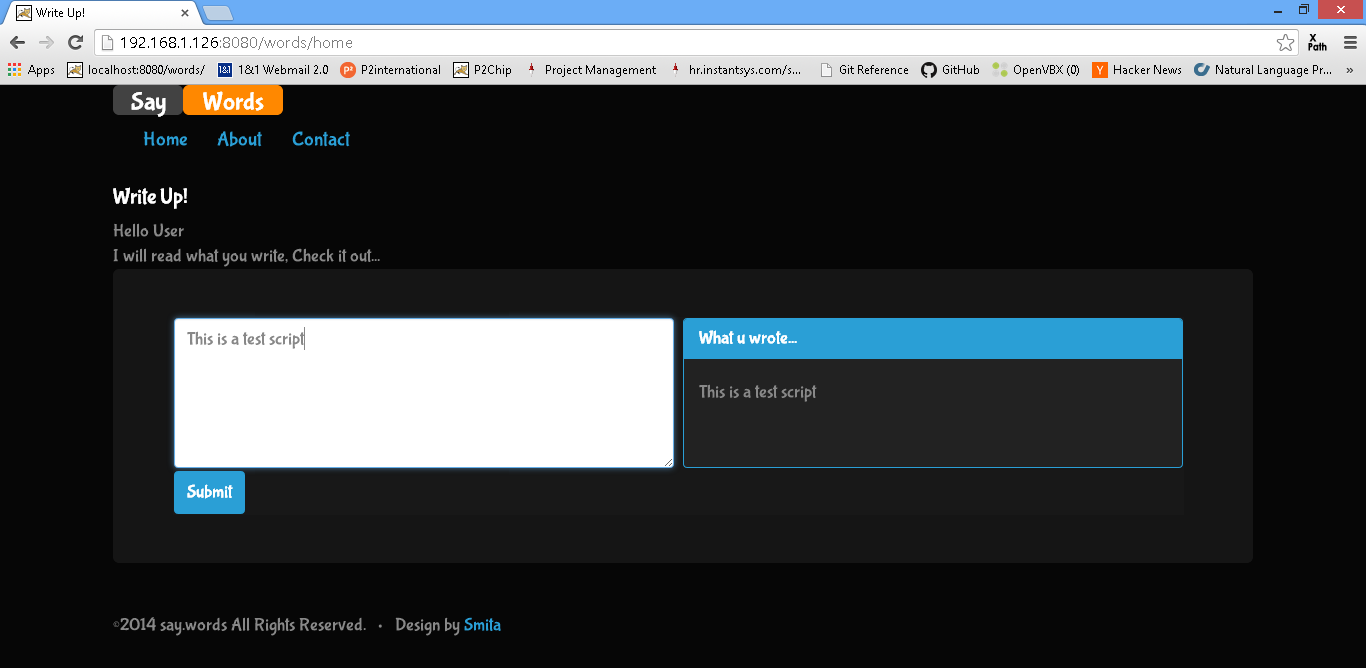 Write Up!
192.168.1.126:8080/words/home
X Path
Apps localhost:8080/words/ 1&1 1&1 Webmail 2.0 P2 P2international P2Chip Project Management hr.instantsys.com/s... Git Reference GitHub OpenVBX (0) Y Hacker News Natural Language Pr... »
Say Words
Home About Contact
Write Up!
Hello User
I will read what you write, Check it out...
This is a test script
What u wrote...
This is a test script
Submit
©2014 say.words All Rights Reserved. • Design by Smita